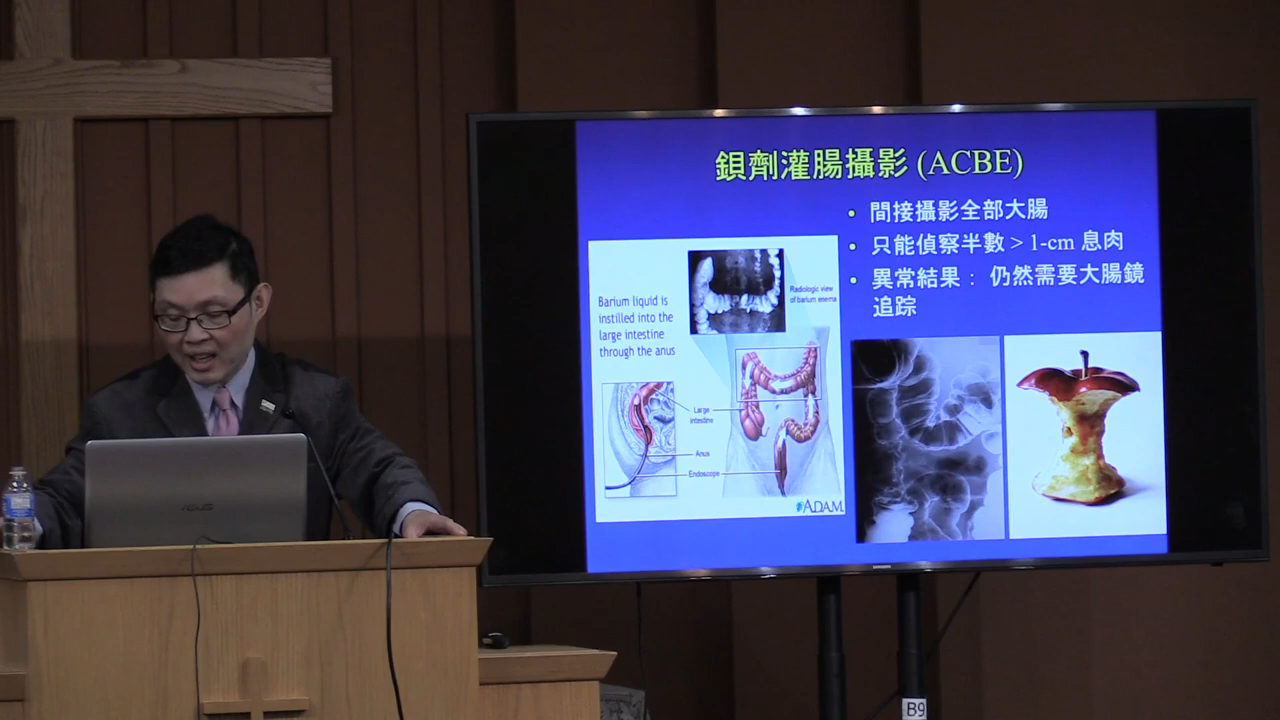 鋇劑灌腸攝影 (ACBE)
• 間接攝影全部大腸
• 只能偵察半數 > 1-cm 息肉
• 異常結果： 仍然需要大腸鏡
追踪
Barium liquid is
instilled into the
large intestine
through the anus
Radiologic view
of barium enema
Large
intestine
Anus
Endoscope
ADAM
ASUS
SAMSUNG
B9